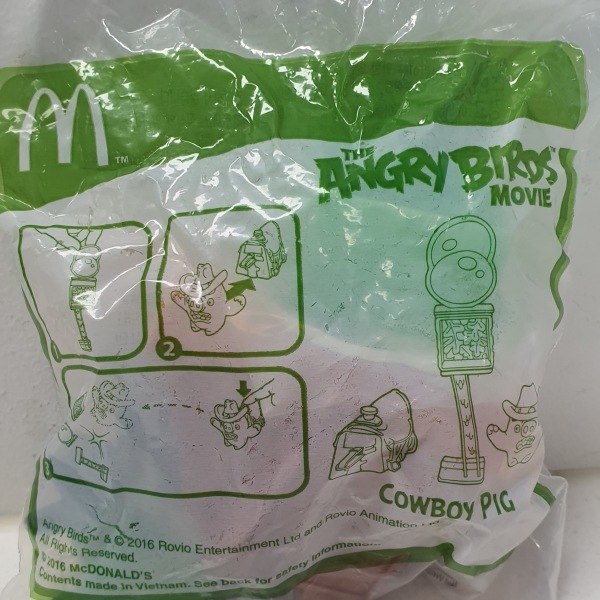 TM
THE
ANGRY BIRDS
MOVIE
2
COWBOY PIG
Angry Birds™ & © 2016 Rovio Entertainment Ltd and Rovio Animation
All Rights Reserved.
© 2016 McDONALD'S
Contents made in Vietnam. See back for safety information